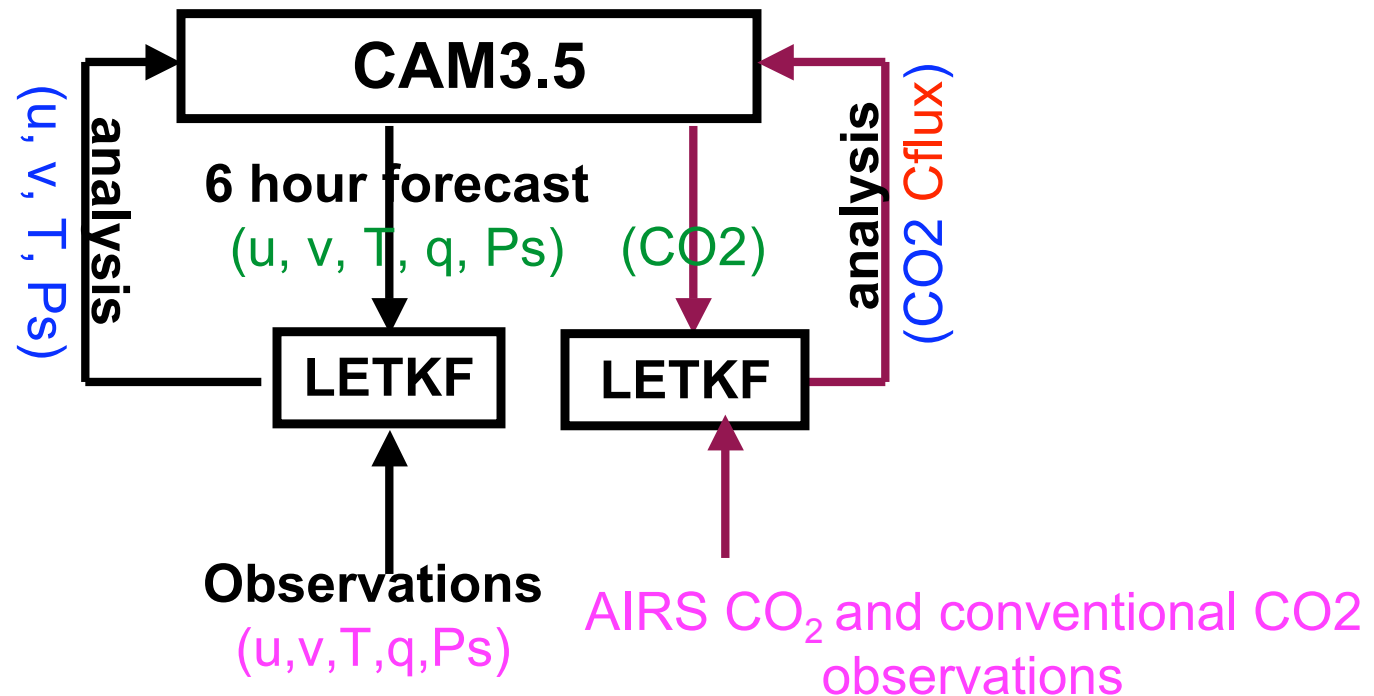 CAM3.5
(u, v, T, Ps)
analysis
6 hour forecast
(u, v, T, q, Ps)
(CO2)
analysis
(CO2 Cflux)
LETKF
LETKF
Observations
(u,v,T,q,Ps)
AIRS CO₂ and conventional CO2
observations